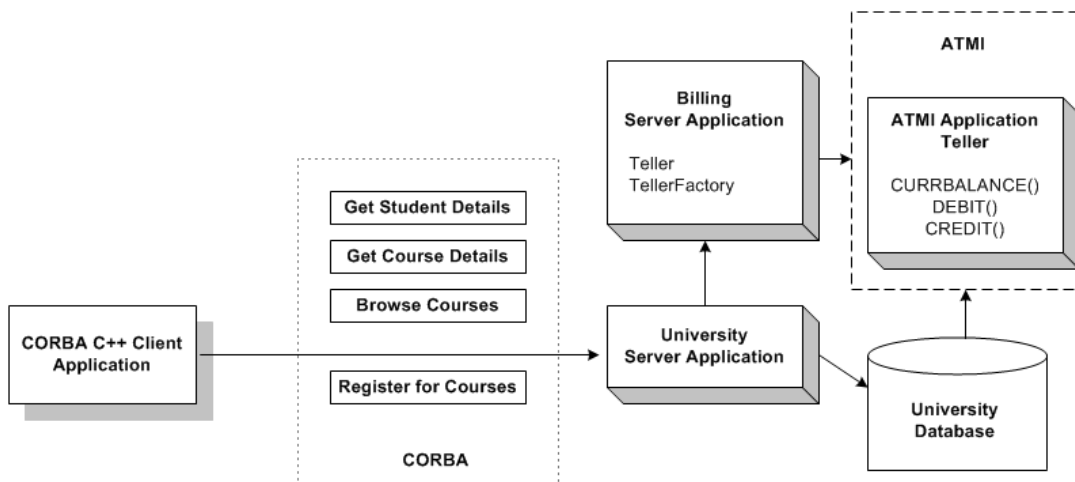 ATMI
Billing
Server Application
Teller
TellerFactory
ATMI Application
Teller
CURRBALANCE()
DEBIT()
CREDIT()
Get Student Details
Get Course Details
Browse Courses
Register for Courses
CORBA
CORBA C++ Client
Application
University
Server Application
University
Database